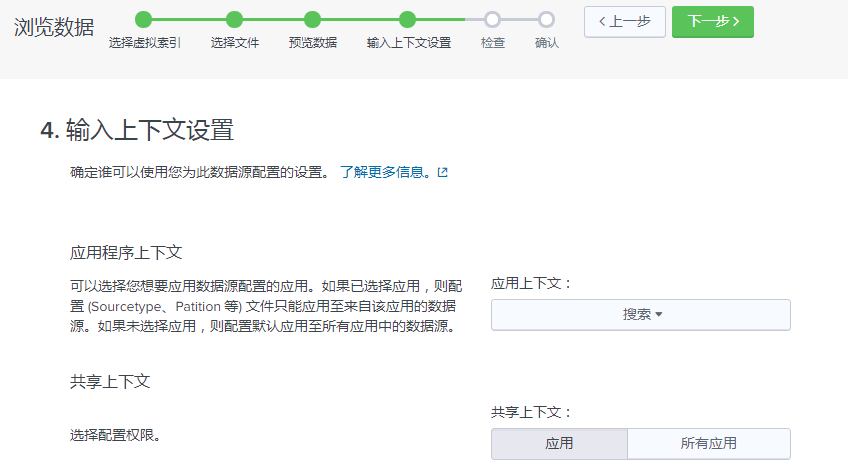 浏览数据
选择虚拟索引
选择文件
预览数据
输入上下文设置
检查
确认
上一步
下一步
4. 输入上下文设置
确定谁可以使用您为此数据源配置的设置。 了解更多信息。
应用程序上下文
可以选择您想要应用数据源配置的应用。如果已选择应用，则配
置 (Sourcetype、Patition 等) 文件只能应用至来自该应用的数据
源。如果未选择应用，则配置默认应用至所有应用中的数据源。
应用上下文：
搜索
共享上下文
选择配置权限。
共享上下文：
应用
所有应用